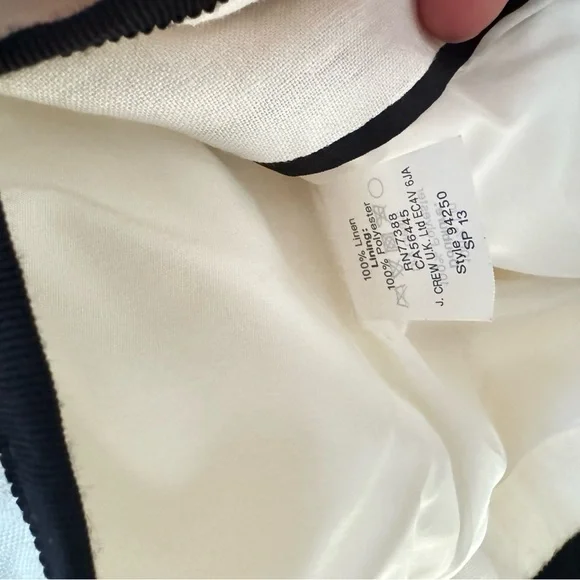 100% Linen
Lining:
100% Polyester
RN77388
CA56445
J. CREW U.K. Ltd EC4V 6JA
Style 94250
SP 13